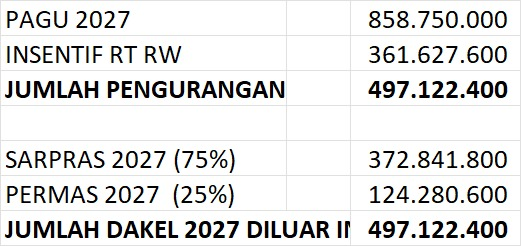 PAGU 2027 858.750.000
INSENTIF RT RW 361.627.600
JUMLAH PENGURANGAN 497.122.400
SARPRAS 2027 (75%) 372.841.800
PERMAS 2027 (25%) 124.280.600
JUMLAH DAKEL 2027 DILUAR IN 497.122.400